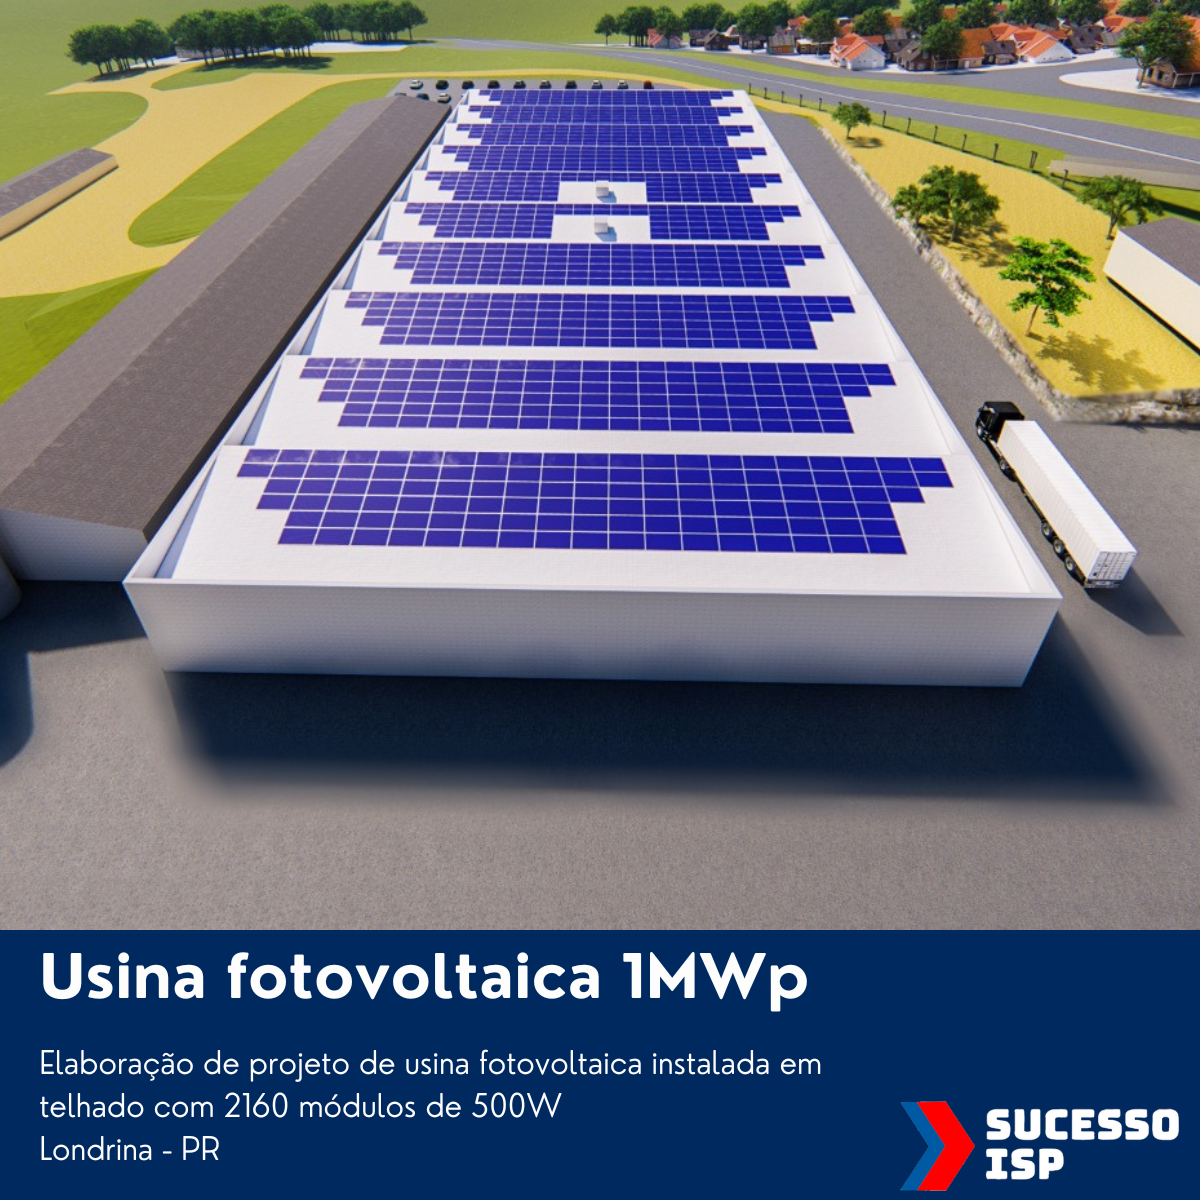 Usina fotovoltaica 1MWp
Elaboração de projeto de usina fotovoltaica instalada em
telhado com 2160 módulos de 500W
Londrina - PR
SUCESSO
ISP